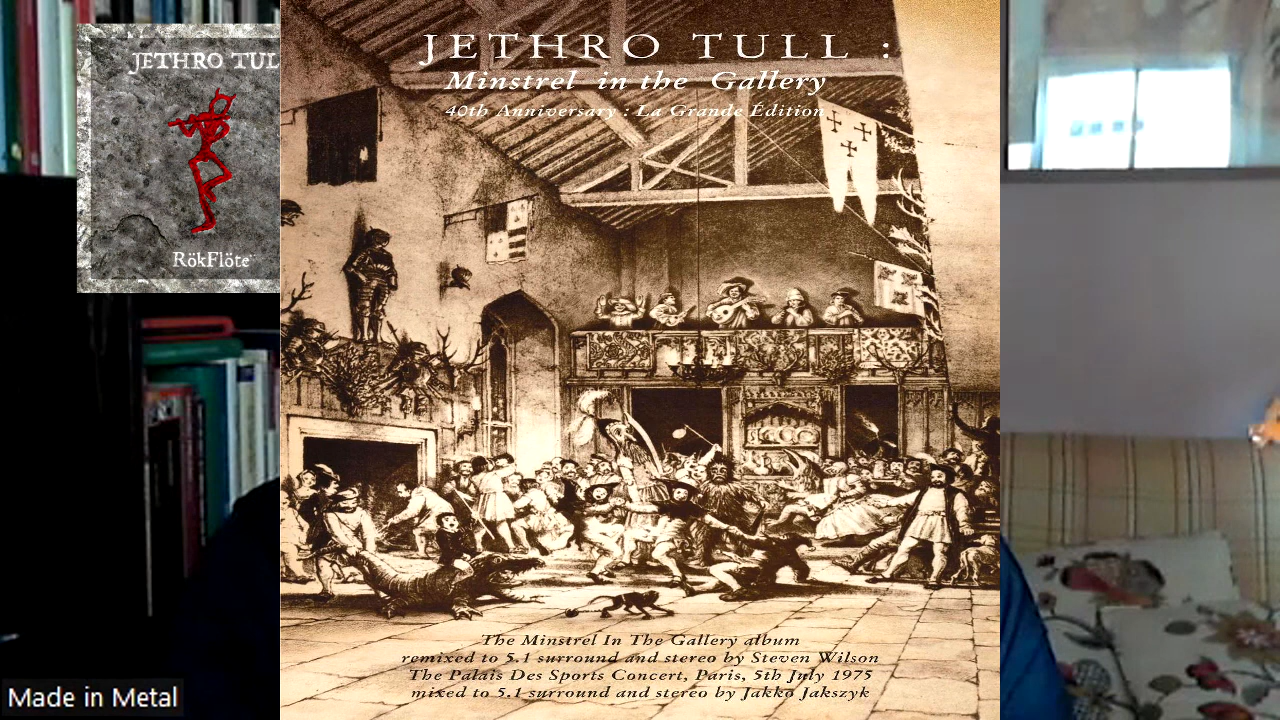 JETHRO TUL
RökFlöte
JETHRO TULL :
Minstrel in the Gallery
40th Anniversary : La Grande Édition
The Minstrel In The Gallery album
remixed to 5.1 surround and stereo by Steven Wilson
The Palais Des Sports Concert, Paris, 5th July 1975
mixed to 5.1 surround and stereo by Jakko Jakszyk
Made in Metal